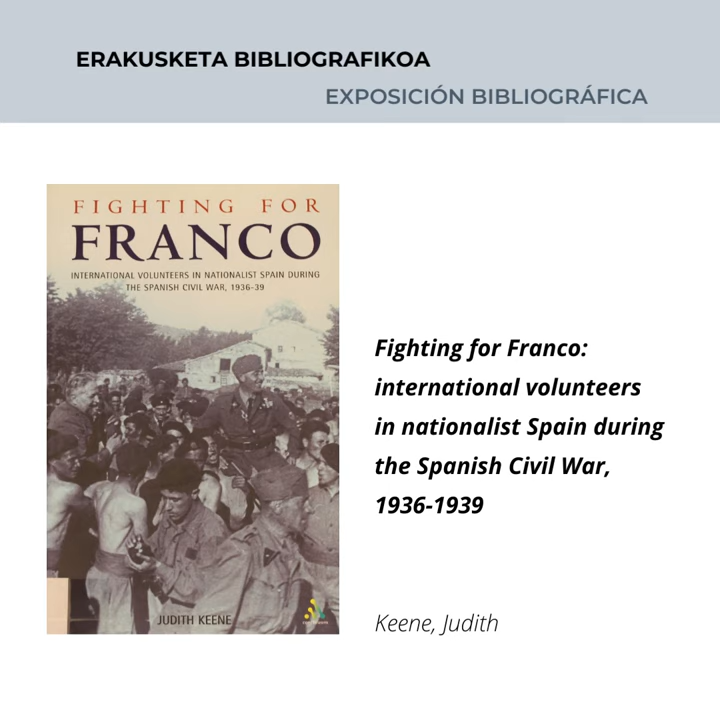 ERAKUSKETA BIBLIOGRAFIKOA
EXPOSICIÓN BIBLIOGRÁFICA
FIGHTING FOR
FRANCO
INTERNATIONAL VOLUNTEERS IN NATIONALIST SPAIN DURING
THE SPANISH CIVIL WAR, 1936-39
JUDITH KEENE
Fighting for Franco:
international volunteers
in nationalist Spain during
the Spanish Civil War,
1936-1939
Keene, Judith